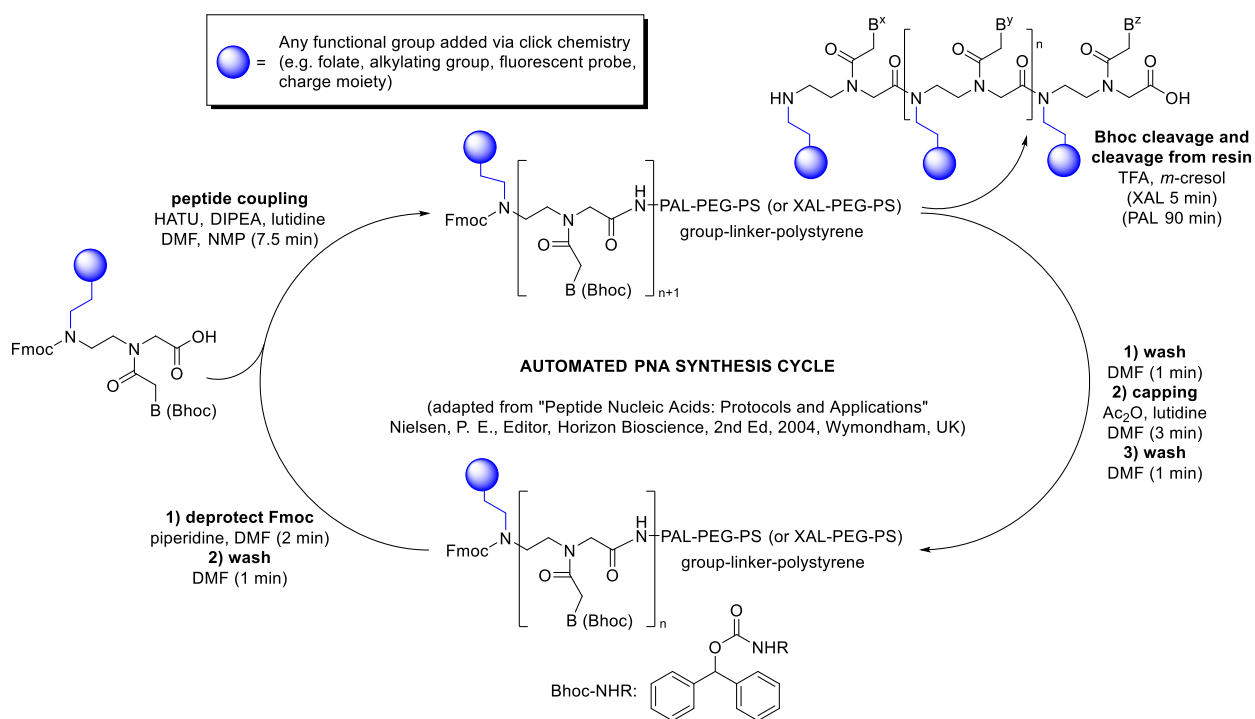 = Any functional group added via click chemistry
(e.g. folate, alkylating group, fluorescent probe,
charge moiety)
B^x
B^y
B^z
n
O
O
O
O
O
O
HN
N
N
N
N
N
OH
Bhoc cleavage and
cleavage from resin
TFA, m-cresol
(XAL 5 min)
(PAL 90 min)
peptide coupling
HATU, DIPEA, lutidine
DMF, NMP (7.5 min)
Fmoc
N
N
O
O
H
N
PAL-PEG-PS (or XAL-PEG-PS)
group-linker-polystyrene
B (Bhoc)
n+1
Fmoc
N
N
OH
O
O
B (Bhoc)
AUTOMATED PNA SYNTHESIS CYCLE
(adapted from "Peptide Nucleic Acids: Protocols and Applications"
Nielsen, P. E., Editor, Horizon Bioscience, 2nd Ed, 2004, Wymondham, UK)
1) wash
DMF (1 min)
2) capping
Ac2O, lutidine
DMF (3 min)
3) wash
DMF (1 min)
1) deprotect Fmoc
piperidine, DMF (2 min)
2) wash
DMF (1 min)
Fmoc
N
N
O
O
H
N
PAL-PEG-PS (or XAL-PEG-PS)
group-linker-polystyrene
B (Bhoc)
n
Bhoc-NHR:
O
O
NHR